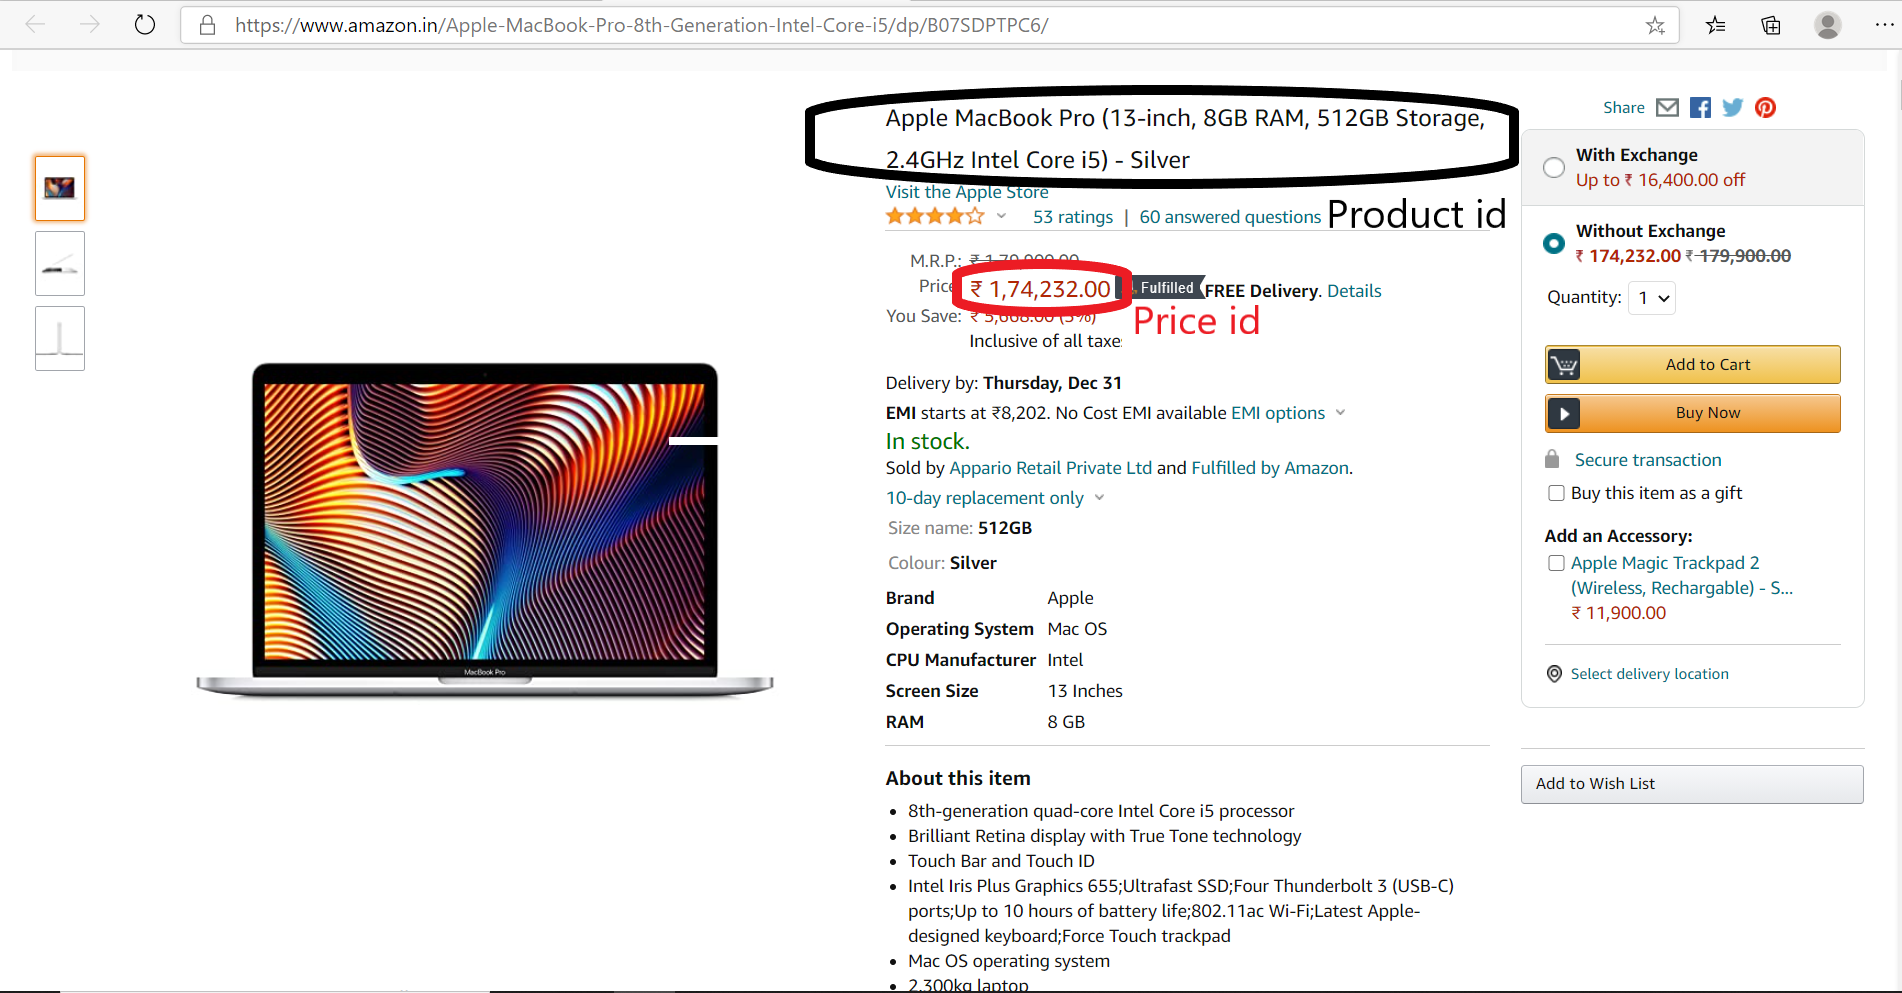 https://www.amazon.in/Apple-MacBook-Pro-8th-Generation-Intel-Core-i5/dp/B07SDPTPC6/
Apple MacBook Pro (13-inch, 8GB RAM, 512GB Storage,
2.4GHz Intel Core i5) - Silver
Visit the Apple Store
53 ratings | 60 answered questions
Product id
M.R.P.: ₹ 1,79,900.00
Price ₹ 1,74,232.00 Fulfilled FREE Delivery. Details
Price id
You Save: ₹ 5,668.00 (3%)
Inclusive of all taxes
Delivery by: Thursday, Dec 31
EMI starts at ₹8,202. No Cost EMI available EMI options
In stock.
Sold by Appario Retail Private Ltd and Fulfilled by Amazon.
10-day replacement only
Size name: 512GB
Colour: Silver
Brand Apple
Operating System Mac OS
CPU Manufacturer Intel
Screen Size 13 Inches
RAM 8 GB
About this item
• 8th-generation quad-core Intel Core i5 processor
• Brilliant Retina display with True Tone technology
• Touch Bar and Touch ID
• Intel Iris Plus Graphics 655;Ultrafast SSD;Four Thunderbolt 3 (USB-C)
ports;Up to 10 hours of battery life;802.11ac Wi-Fi;Latest Apple-
designed keyboard;Force Touch trackpad
• Mac OS operating system
• 2.300kg laptop
MacBook Pro
Share
With Exchange
Up to ₹ 16,400.00 off
Without Exchange
₹ 174,232.00 ₹ 179,900.00
Quantity: 1
Add to Cart
Buy Now
Secure transaction
Buy this item as a gift
Add an Accessory:
Apple Magic Trackpad 2
(Wireless, Rechargable) - S...
₹ 11,900.00
Select delivery location
Add to Wish List